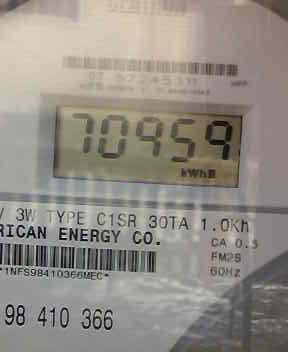 70959
kWh
V 3W TYPE C1SR 30TA 1.0Kh
RICAN ENERGY CO.
CA 0.5
FM2S
60HZ
*1NFS98410366MEC*
98 410 366